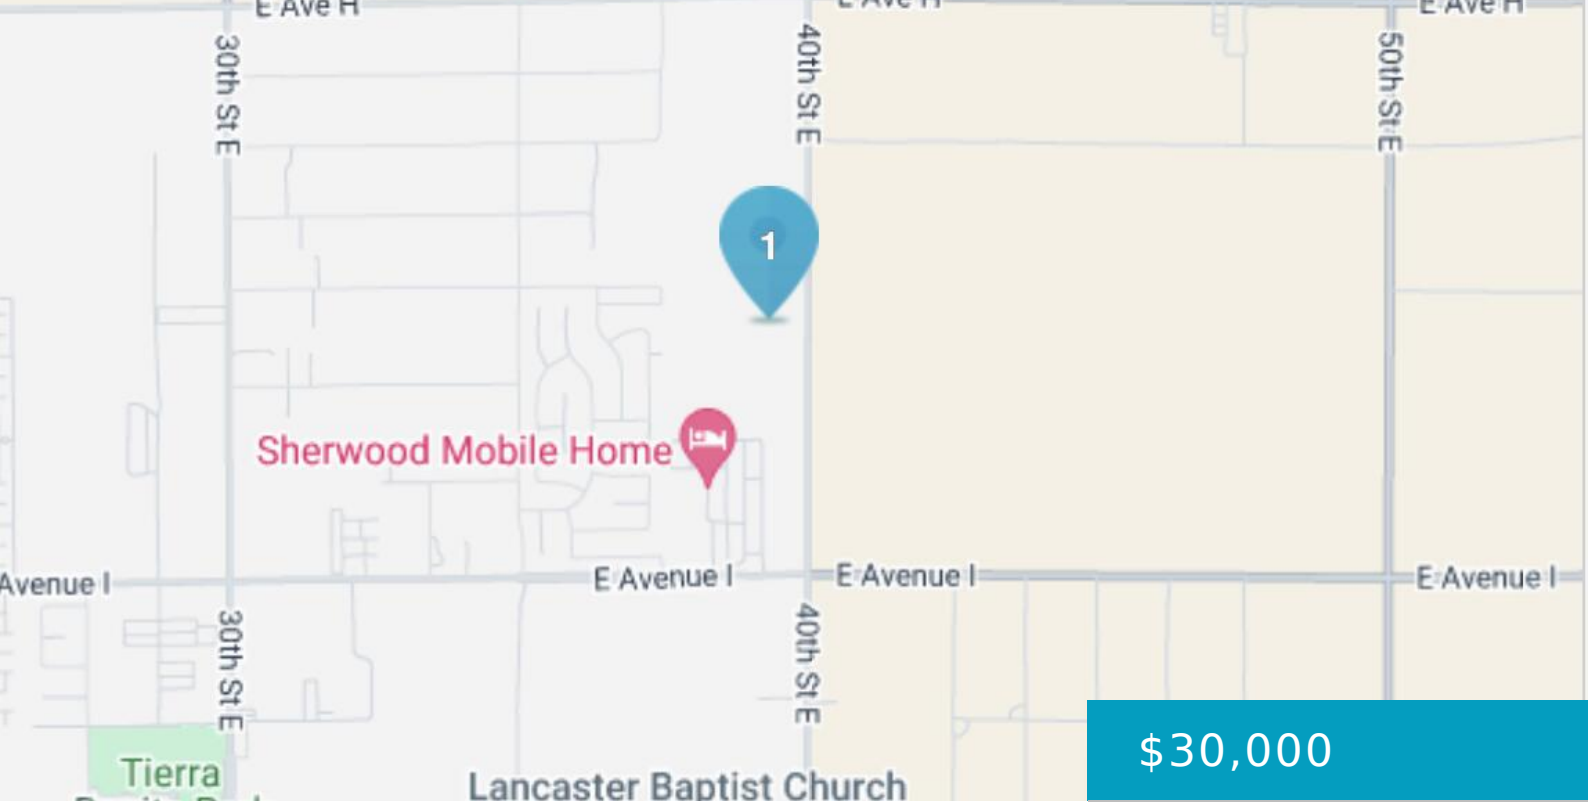 E Ave H
E Ave H
E Ave H
30th St E
40th St E
50th St E
1
Sherwood Mobile Home
Avenue I
E Avenue I
E Avenue I
E Avenue I
30th St E
40th St E
$30,000
Tierra
Lancaster Baptist Church